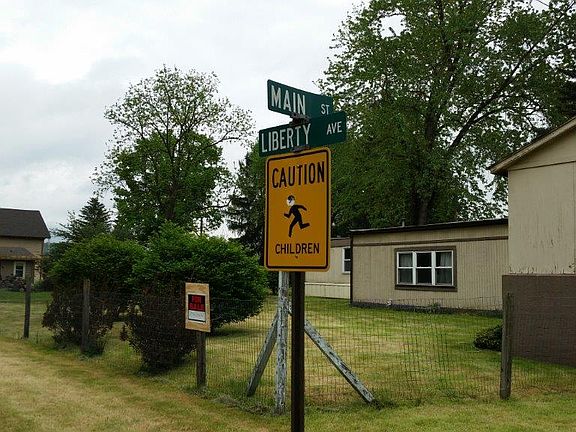 MAIN ST
LIBERTY AVE
CAUTION
CHILDREN